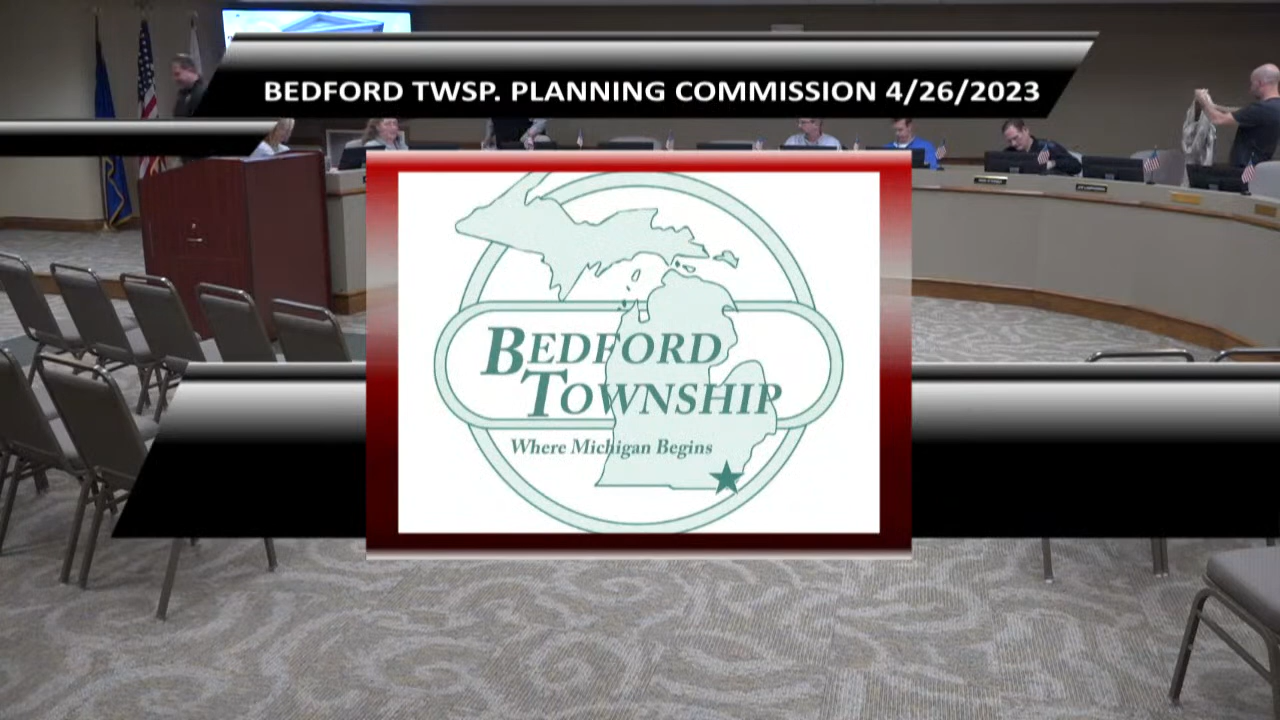 BEDFORD TWSP. PLANNING COMMISSION 4/26/2023
BEDFORD
TOWNSHIP
Where Michigan Begins